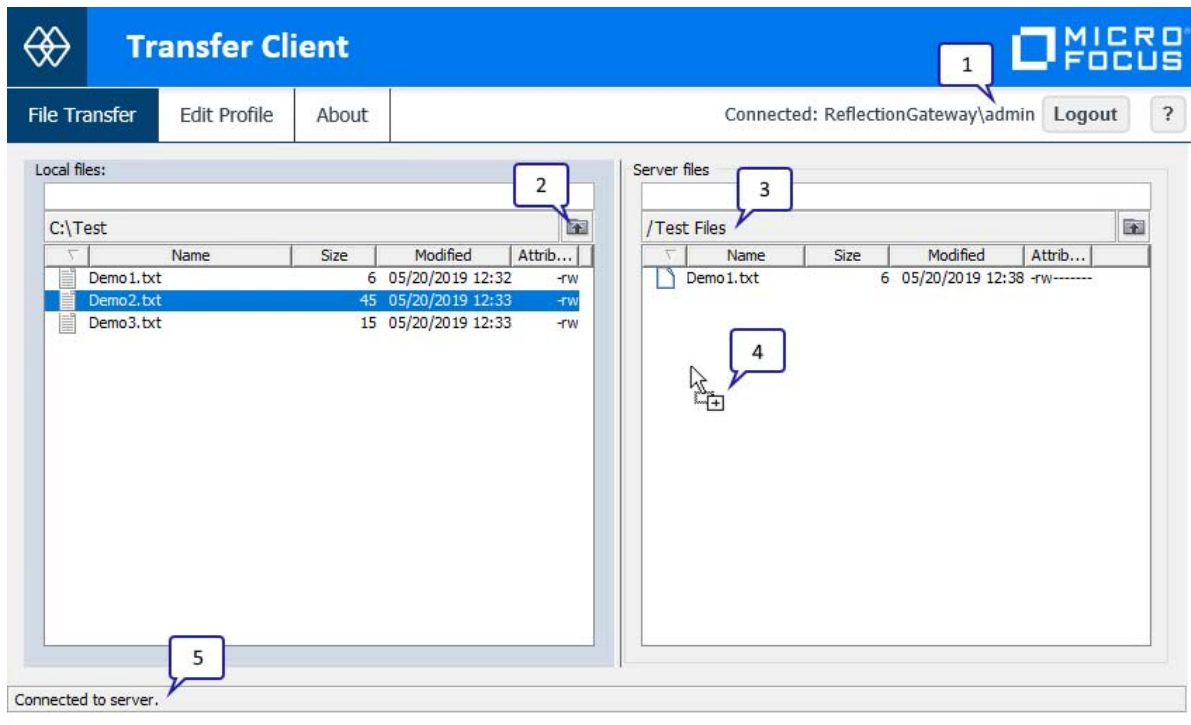 Transfer Client
MICRO
FOCUS
1
File Transfer Edit Profile About Connected: ReflectionGateway\admin Logout ?
Local files:
2
C:\Test
Name Size Modified Attrib...
Demo1.txt 6 05/20/2019 12:32 -rw
Demo2.txt 45 05/20/2019 12:33 -rw
Demo3.txt 15 05/20/2019 12:33 -rw
Server files
3
/Test Files
Name Size Modified Attrib...
Demo1.txt 6 05/20/2019 12:38 -rw-------
4
5
Connected to server.